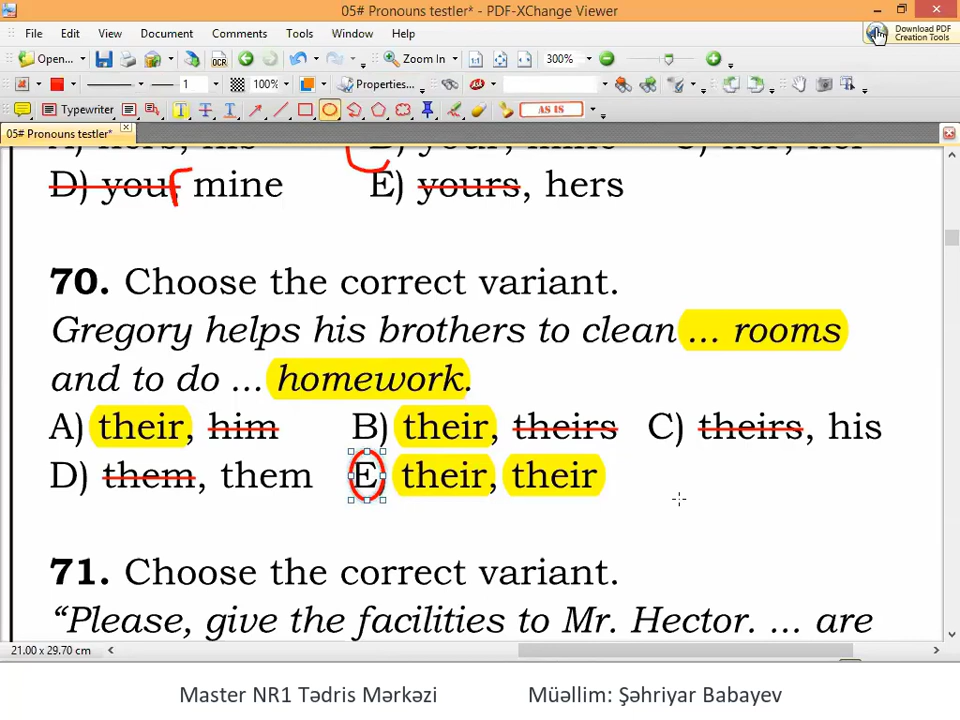 05# Pronouns testler* - PDF-XChange Viewer
File Edit View Document Comments Tools Window Help
Download PDF Creation Tools
Open... OCR Zoom In 300%
1 100% Properties...
Typewriter T T T AS IS
05# Pronouns testler*
D) you, mine E) yours, hers
70. Choose the correct variant.
Gregory helps his brothers to clean ... rooms
and to do ... homework.
A) their, him B) their, theirs C) theirs, his
D) them, them E) their, their
71. Choose the correct variant.
“Please, give the facilities to Mr. Hector. ... are
21.00 x 29.70 cm
Master NR1 Tədris Mərkəzi Müəllim: Şəhriyar Babayev